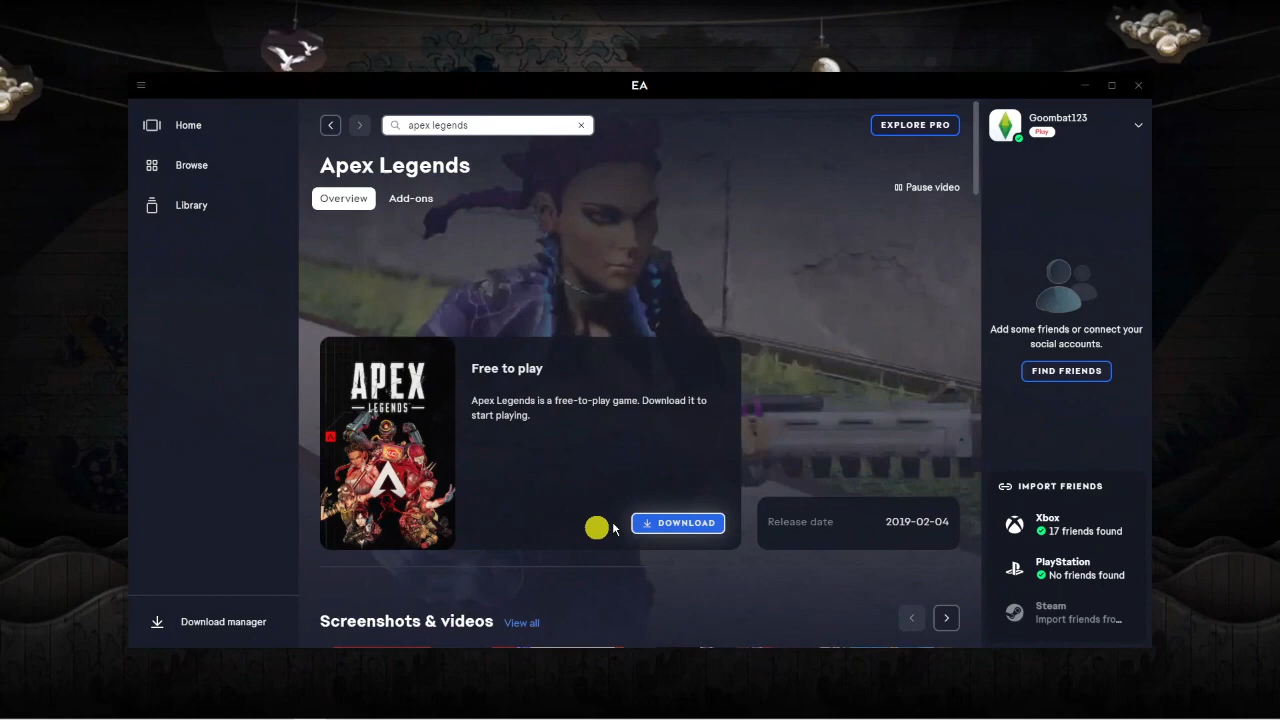 EA
Home
Browse
Library
Download manager
apex legends
EXPLORE PRO
Apex Legends
Overview
Add-ons
Pause video
APEX
LEGENDS
Free to play
Apex Legends is a free-to-play game. Download it to
start playing.
DOWNLOAD
Release date
2019-02-04
Screenshots & videos
View all
Goombat123
Play
Add some friends or connect your
social accounts.
FIND FRIENDS
IMPORT FRIENDS
Xbox
17 friends found
PlayStation
No friends found
Steam
Import friends fro...